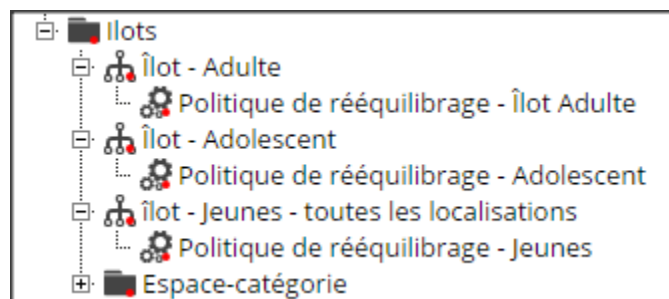 Ilots
Îlot - Adulte
Politique de rééquilibrage - Îlot Adulte
Îlot - Adolescent
Politique de rééquilibrage - Adolescent
îlot - Jeunes - toutes les localisations
Politique de rééquilibrage - Jeunes
Espace-catégorie